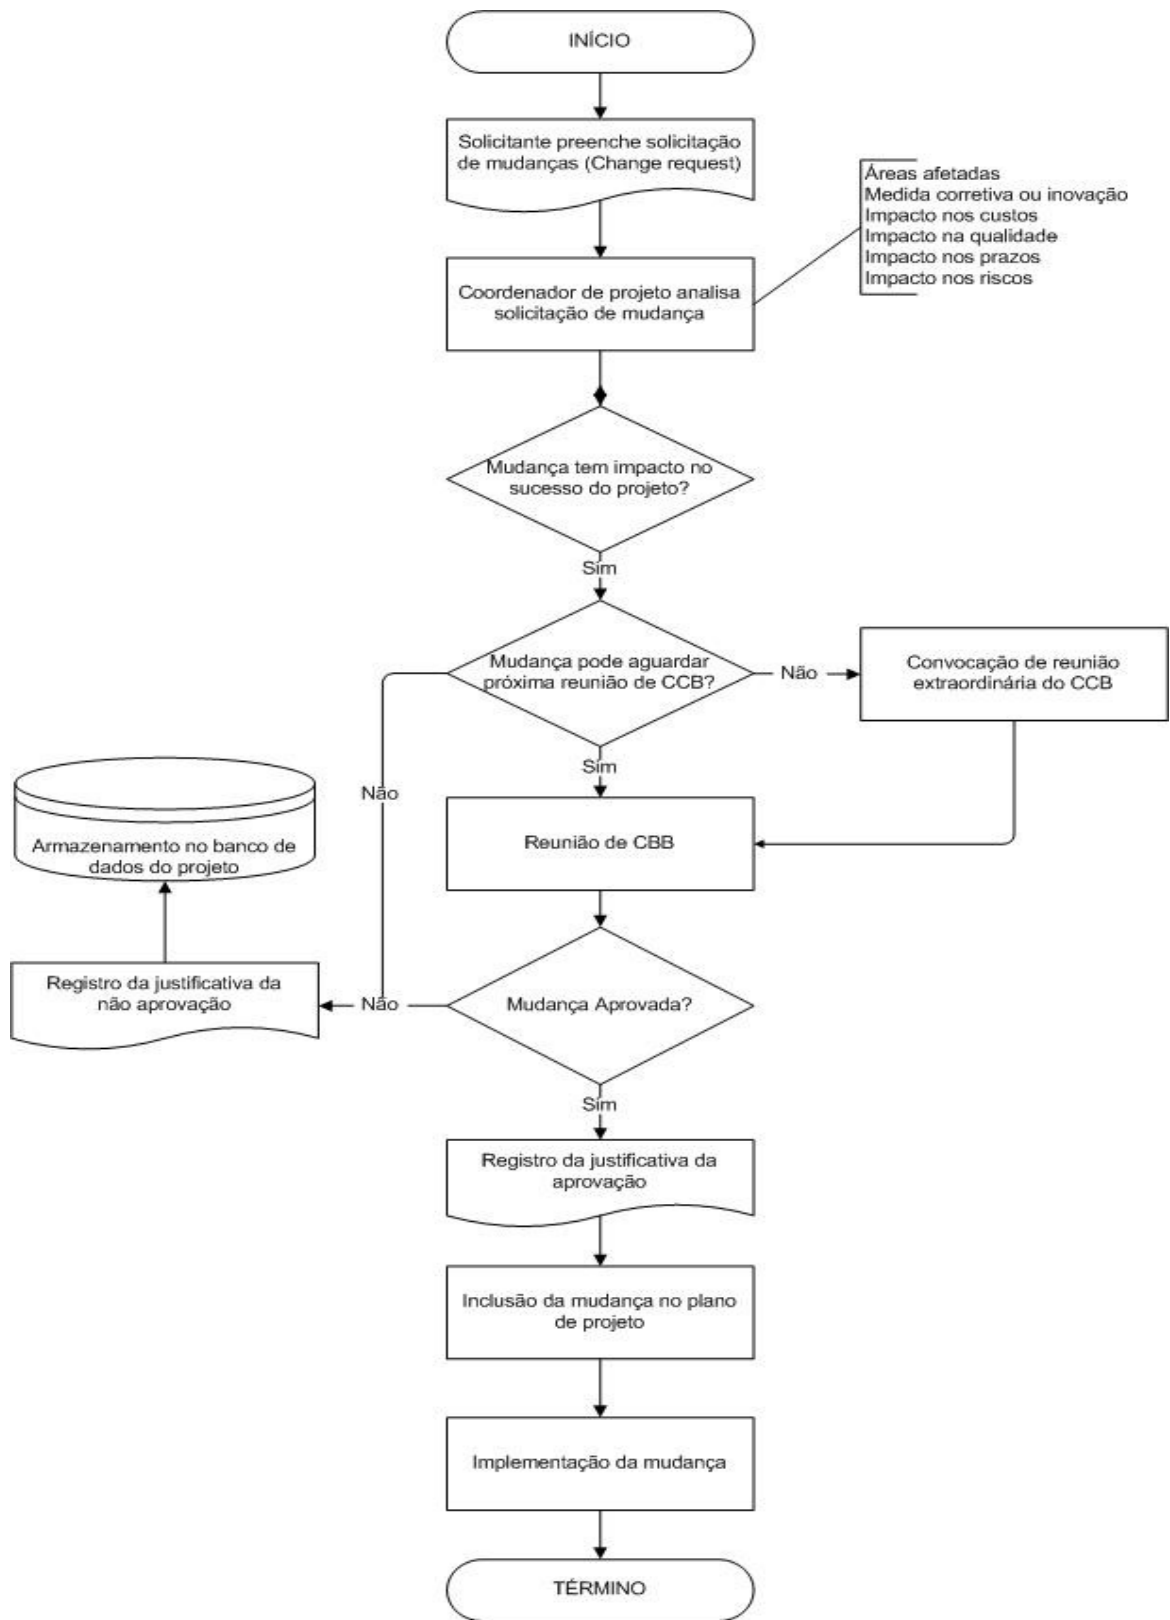 INÍCIO
Solicitante preenche solicitação
de mudanças (Change request)
Áreas afetadas
Medida corretiva ou inovação
Impacto nos custos
Impacto na qualidade
Impacto nos prazos
Impacto nos riscos
Coordenador de projeto analisa
solicitação de mudança
Mudança tem impacto no
sucesso do projeto?
Sim
Mudança pode aguardar
próxima reunião de CCB?
Não
Convocação de reunião
extraordinária do CCB
Sim
Não
Reunião de CBB
Armazenamento no banco de
dados do projeto
Registro da justificativa da
não aprovação
Não
Mudança Aprovada?
Sim
Registro da justificativa da
aprovação
Inclusão da mudança no plano
de projeto
Implementação da mudança
TÉRMINO